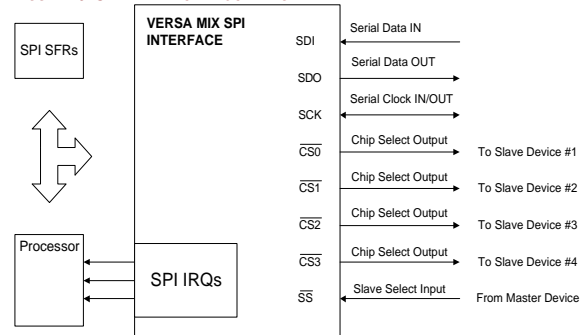 VERSA MIX SPI
INTERFACE
SPI SFRs
Processor
SPI IRQs
SDI Serial Data IN
SDO Serial Data OUT
SCK Serial Clock IN/OUT
CS0 Chip Select Output To Slave Device #1
CS1 Chip Select Output To Slave Device #2
CS2 Chip Select Output To Slave Device #3
CS3 Chip Select Output To Slave Device #4
SS Slave Select Input From Master Device